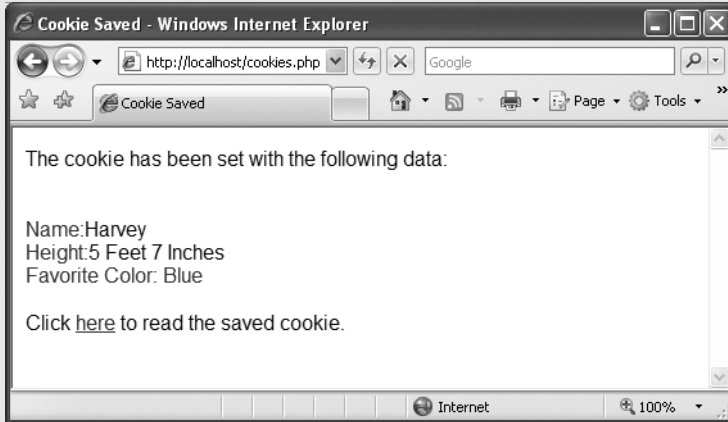 Cookie Saved - Windows Internet Explorer
http://localhost/cookies.php
Google
Cookie Saved
Page
Tools
»
The cookie has been set with the following data:
Name:Harvey
Height:5 Feet 7 Inches
Favorite Color: Blue
Click here to read the saved cookie.
Internet
100%